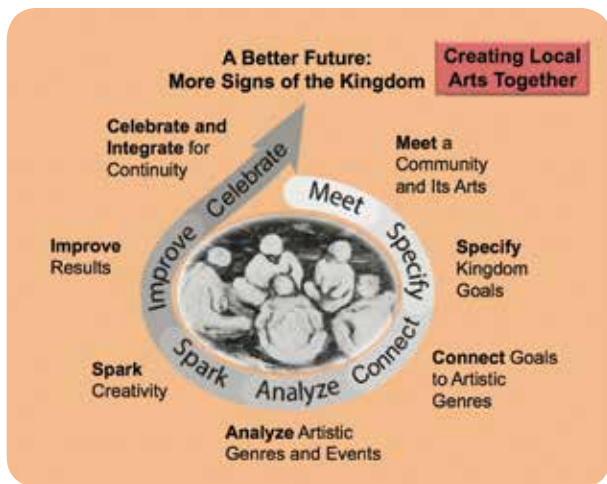 A Better Future:
More Signs of the Kingdom
Creating Local
Arts Together
Celebrate and
Integrate for
Continuity
Meet a
Community
and Its Arts
Improve
Results
Specify
Kingdom
Goals
Spark
Creativity
Connect Goals
to Artistic
Genres
Analyze Artistic
Genres and Events
Meet
Specify
Connect
Analyze
Spark
Improve
Celebrate